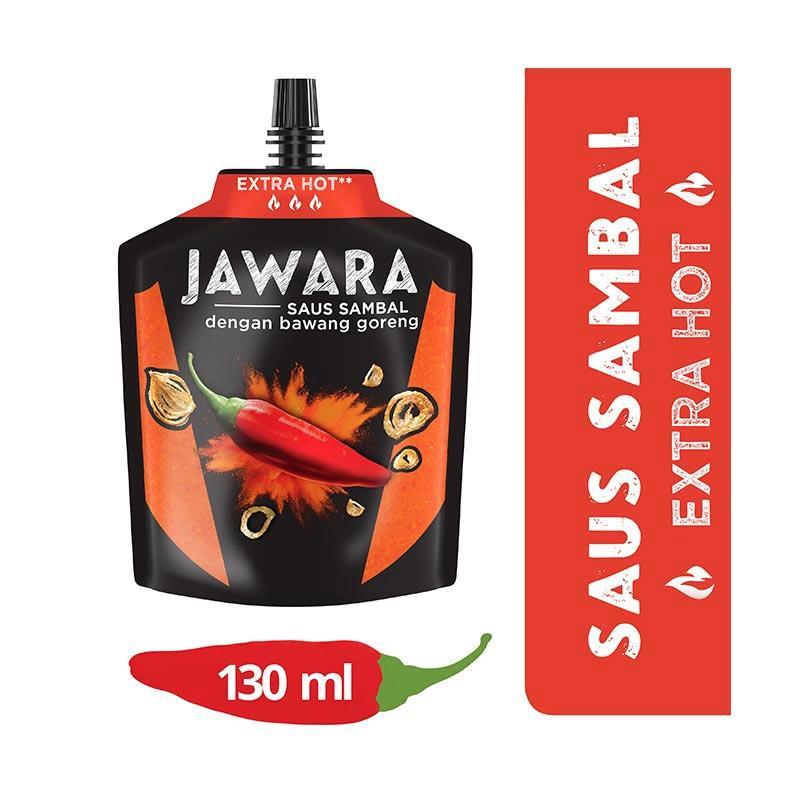 EXTRA HOT**
JAWARA
SAUS SAMBAL
dengan bawang goreng
130 ml
SAUS SAMBAL
EXTRA HOT